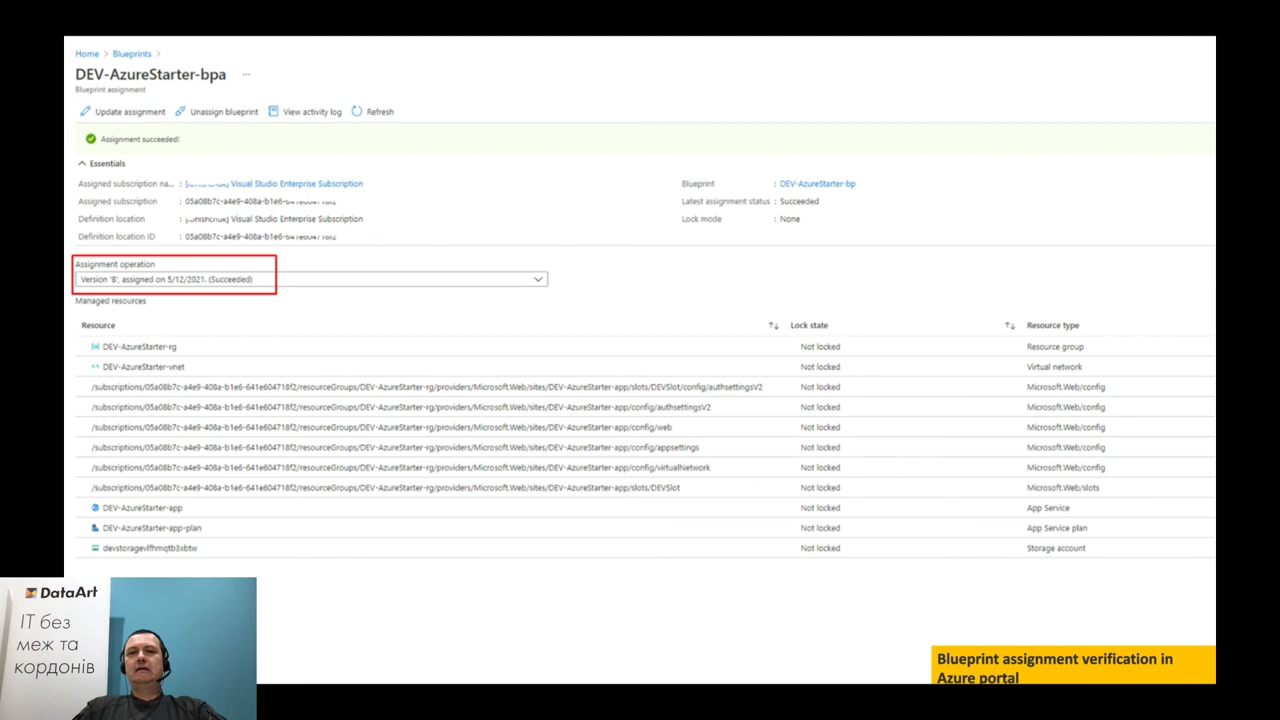 Home > Blueprints >
DEV-AzureStarter-bpa ...
Blueprint assignment
Update assignment Unassign blueprint View activity log Refresh
Assignment succeeded!
Essentials
Assigned subscription na... : Visual Studio Enterprise Subscription
Blueprint : DEV-AzureStarter-bp
Assigned subscription : 05a08b7c-a4e9-408a-b1e6-
Latest assignment status : Succeeded
Definition location : Visual Studio Enterprise Subscription
Lock mode : None
Definition location ID : 05a08b7c-a4e9-408a-b1e6-
Assignment operation
Version '8', assigned on 5/12/2021. (Succeeded)
Managed resources
Resource Lock state Resource type
DEV-AzureStarter-rg Not locked Resource group
DEV-AzureStarter-vnet Not locked Virtual network
/subscriptions/05a08b7c-a4e9-408a-b1e6-641e604718f2/resourceGroups/DEV-AzureStarter-rg/providers/Microsoft.Web/sites/DEV-AzureStarter-app/slots/DEVSlot/config/authsettingsV2 Not locked Microsoft.Web/config
/subscriptions/05a08b7c-a4e9-408a-b1e6-641e604718f2/resourceGroups/DEV-AzureStarter-rg/providers/Microsoft.Web/sites/DEV-AzureStarter-app/config/authsettingsV2 Not locked Microsoft.Web/config
/subscriptions/05a08b7c-a4e9-408a-b1e6-641e604718f2/resourceGroups/DEV-AzureStarter-rg/providers/Microsoft.Web/sites/DEV-AzureStarter-app/config/web Not locked Microsoft.Web/config
/subscriptions/05a08b7c-a4e9-408a-b1e6-641e604718f2/resourceGroups/DEV-AzureStarter-rg/providers/Microsoft.Web/sites/DEV-AzureStarter-app/config/appsettings Not locked Microsoft.Web/config
/subscriptions/05a08b7c-a4e9-408a-b1e6-641e604718f2/resourceGroups/DEV-AzureStarter-rg/providers/Microsoft.Web/sites/DEV-AzureStarter-app/config/virtualNetwork Not locked Microsoft.Web/config
/subscriptions/05a08b7c-a4e9-408a-b1e6-641e604718f2/resourceGroups/DEV-AzureStarter-rg/providers/Microsoft.Web/sites/DEV-AzureStarter-app/slots/DEVSlot Not locked Microsoft.Web/slots
DEV-AzureStarter-app Not locked App Service
DEV-AzureStarter-app-plan Not locked App Service plan
devstoragevlfhmqtb3xbtw Not locked Storage account
DataArt
ІТ без
меж та
кордонів
Blueprint assignment verification in
Azure portal